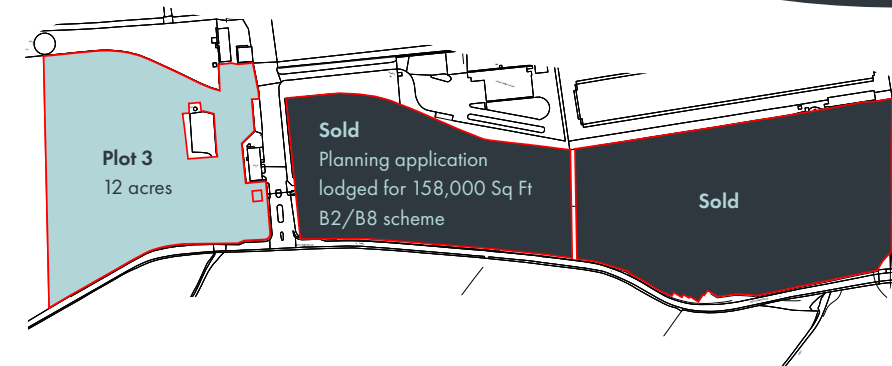 Plot 3
12 acres
Sold
Planning application
lodged for 158,000 Sq Ft
B2/B8 scheme
Sold